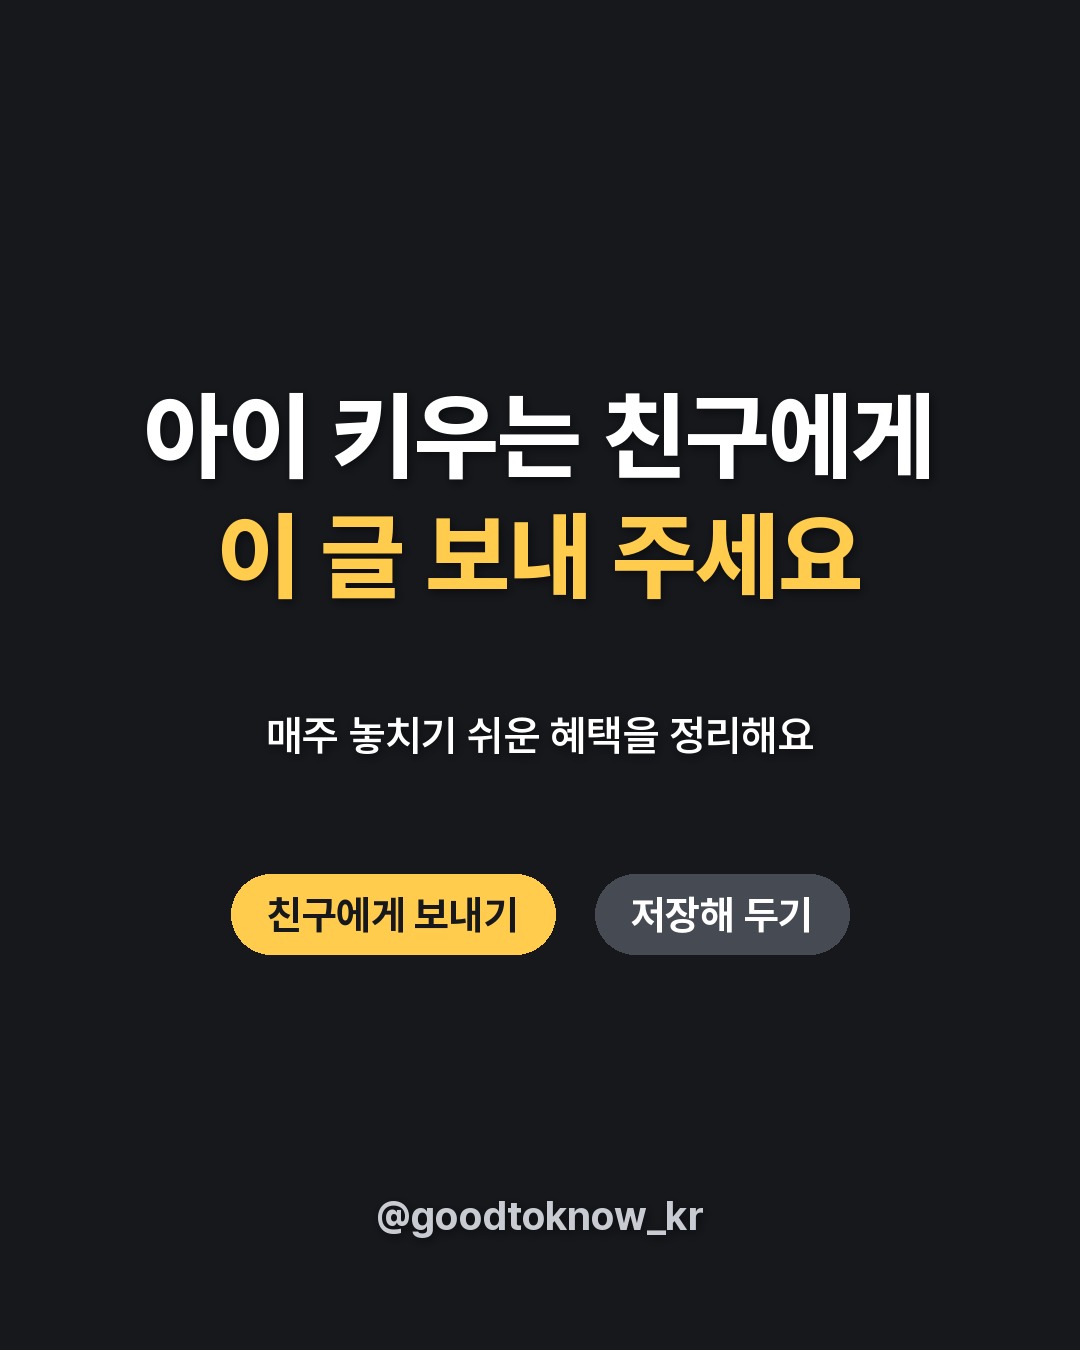 아이 키우는 친구에게
이 글 보내 주세요
매주 놓치기 쉬운 혜택을 정리해요
친구에게 보내기
저장해 두기
@goodtoknow_kr